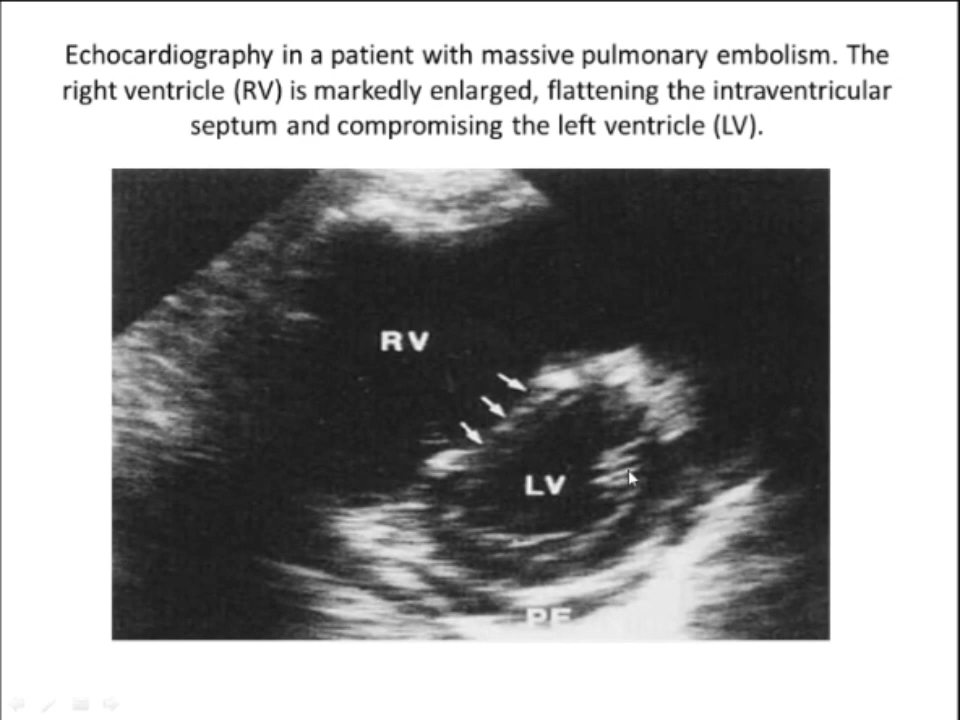 Echocardiography in a patient with massive pulmonary embolism. The
right ventricle (RV) is markedly enlarged, flattening the intraventricular
septum and compromising the left ventricle (LV).
RV
LV
PE